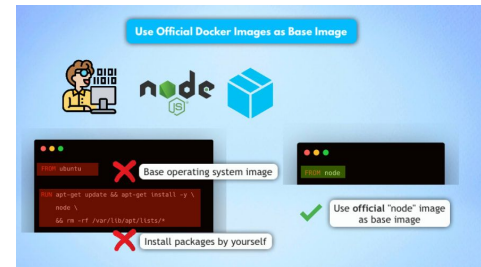 Use Official Docker Images as Base Image
node
JS
FROM ubuntu
Base operating system image
RUN apt-get update && apt-get install -y \
node \
&& rm -rf /var/lib/apt/lists/*
Install packages by yourself
FROM node
Use official "node" image
as base image